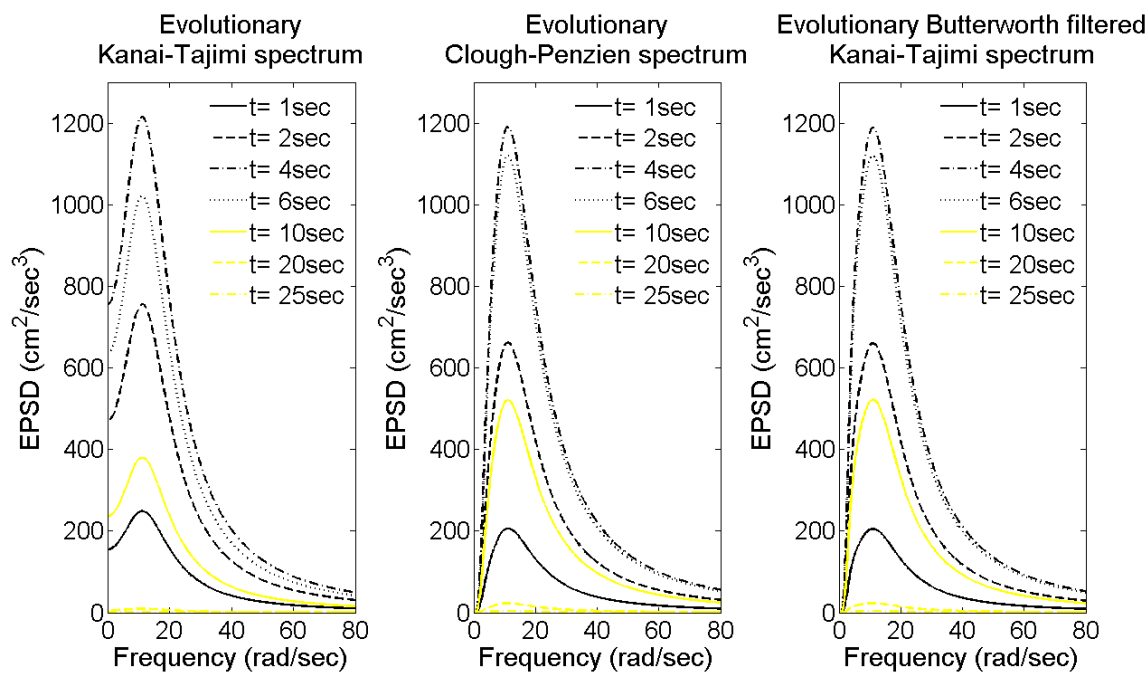 Evolutionary
Kanai-Tajimi spectrum
EPSD (cm²/sec³)
1200
1000
800
600
400
200
0
t= 1sec
t= 2sec
t= 4sec
t= 6sec
t= 10sec
t= 20sec
t= 25sec
0 20 40 60 80
Frequency (rad/sec)
Evolutionary
Clough-Penzien spectrum
EPSD (cm²/sec³)
1200
1000
800
600
400
200
0
t= 1sec
t= 2sec
t= 4sec
t= 6sec
t= 10sec
t= 20sec
t= 25sec
0 20 40 60 80
Frequency (rad/sec)
Evolutionary Butterworth filtered
Kanai-Tajimi spectrum
EPSD (cm²/sec³)
1200
1000
800
600
400
200
0
t= 1sec
t= 2sec
t= 4sec
t= 6sec
t= 10sec
t= 20sec
t= 25sec
0 20 40 60 80
Frequency (rad/sec)